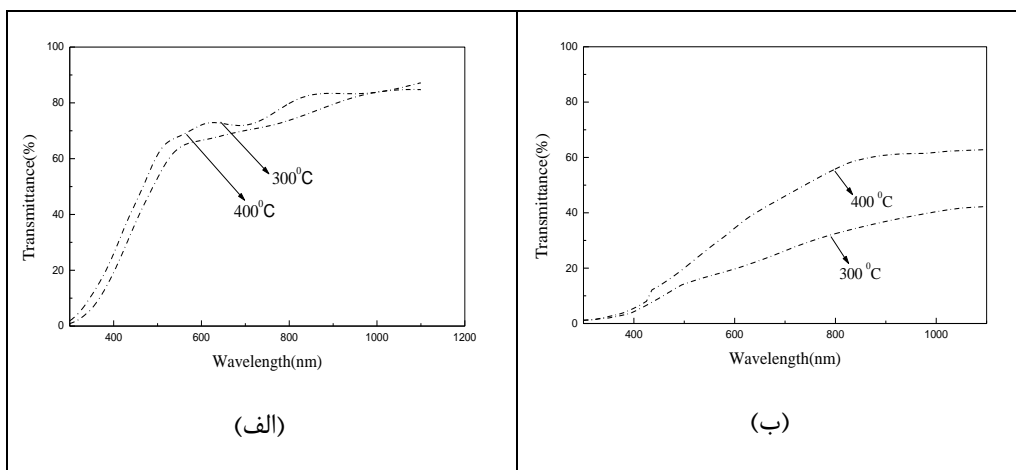 100
80
60
40
20
0
Transmittance(%)
300⁰C
400⁰C
400 600 800 1000 1200
Wavelength(nm)
(الف)
100
80
60
40
20
0
Transmittance(%)
400 ⁰C
300 ⁰C
400 600 800 1000
Wavelength(nm)
(ب)